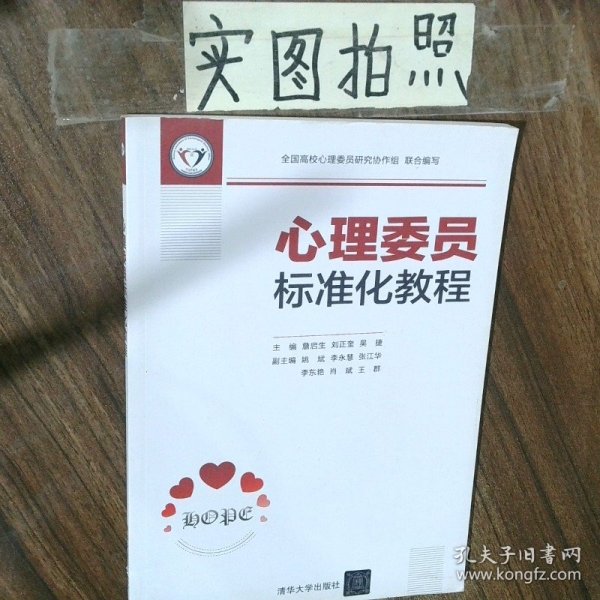 实图拍照
全国高校心理委员研究协作组 联合编写
心理委员
标准化教程
主 编 詹启生 刘正奎 吴 捷
副主编 姚 斌 李永慧 张江华
李东艳 肖 斌 王 群
HOPE
清华大学出版社
孔夫子旧书网
www.kongfz.com